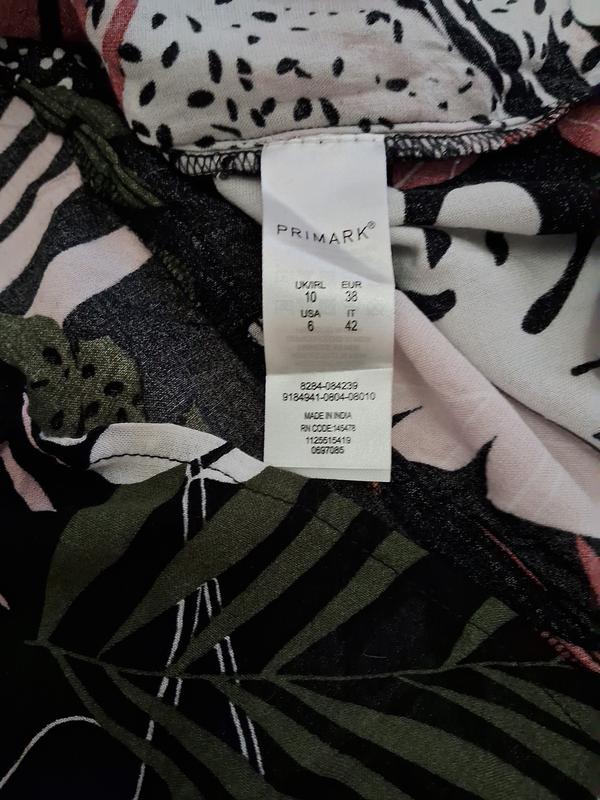 PRIMARK®
UK/IRL EUR
10 38
USA IT
6 42
8284-084239
9184941-0804-08010
MADE IN INDIA
RN CODE:145478
1125515419
0697085